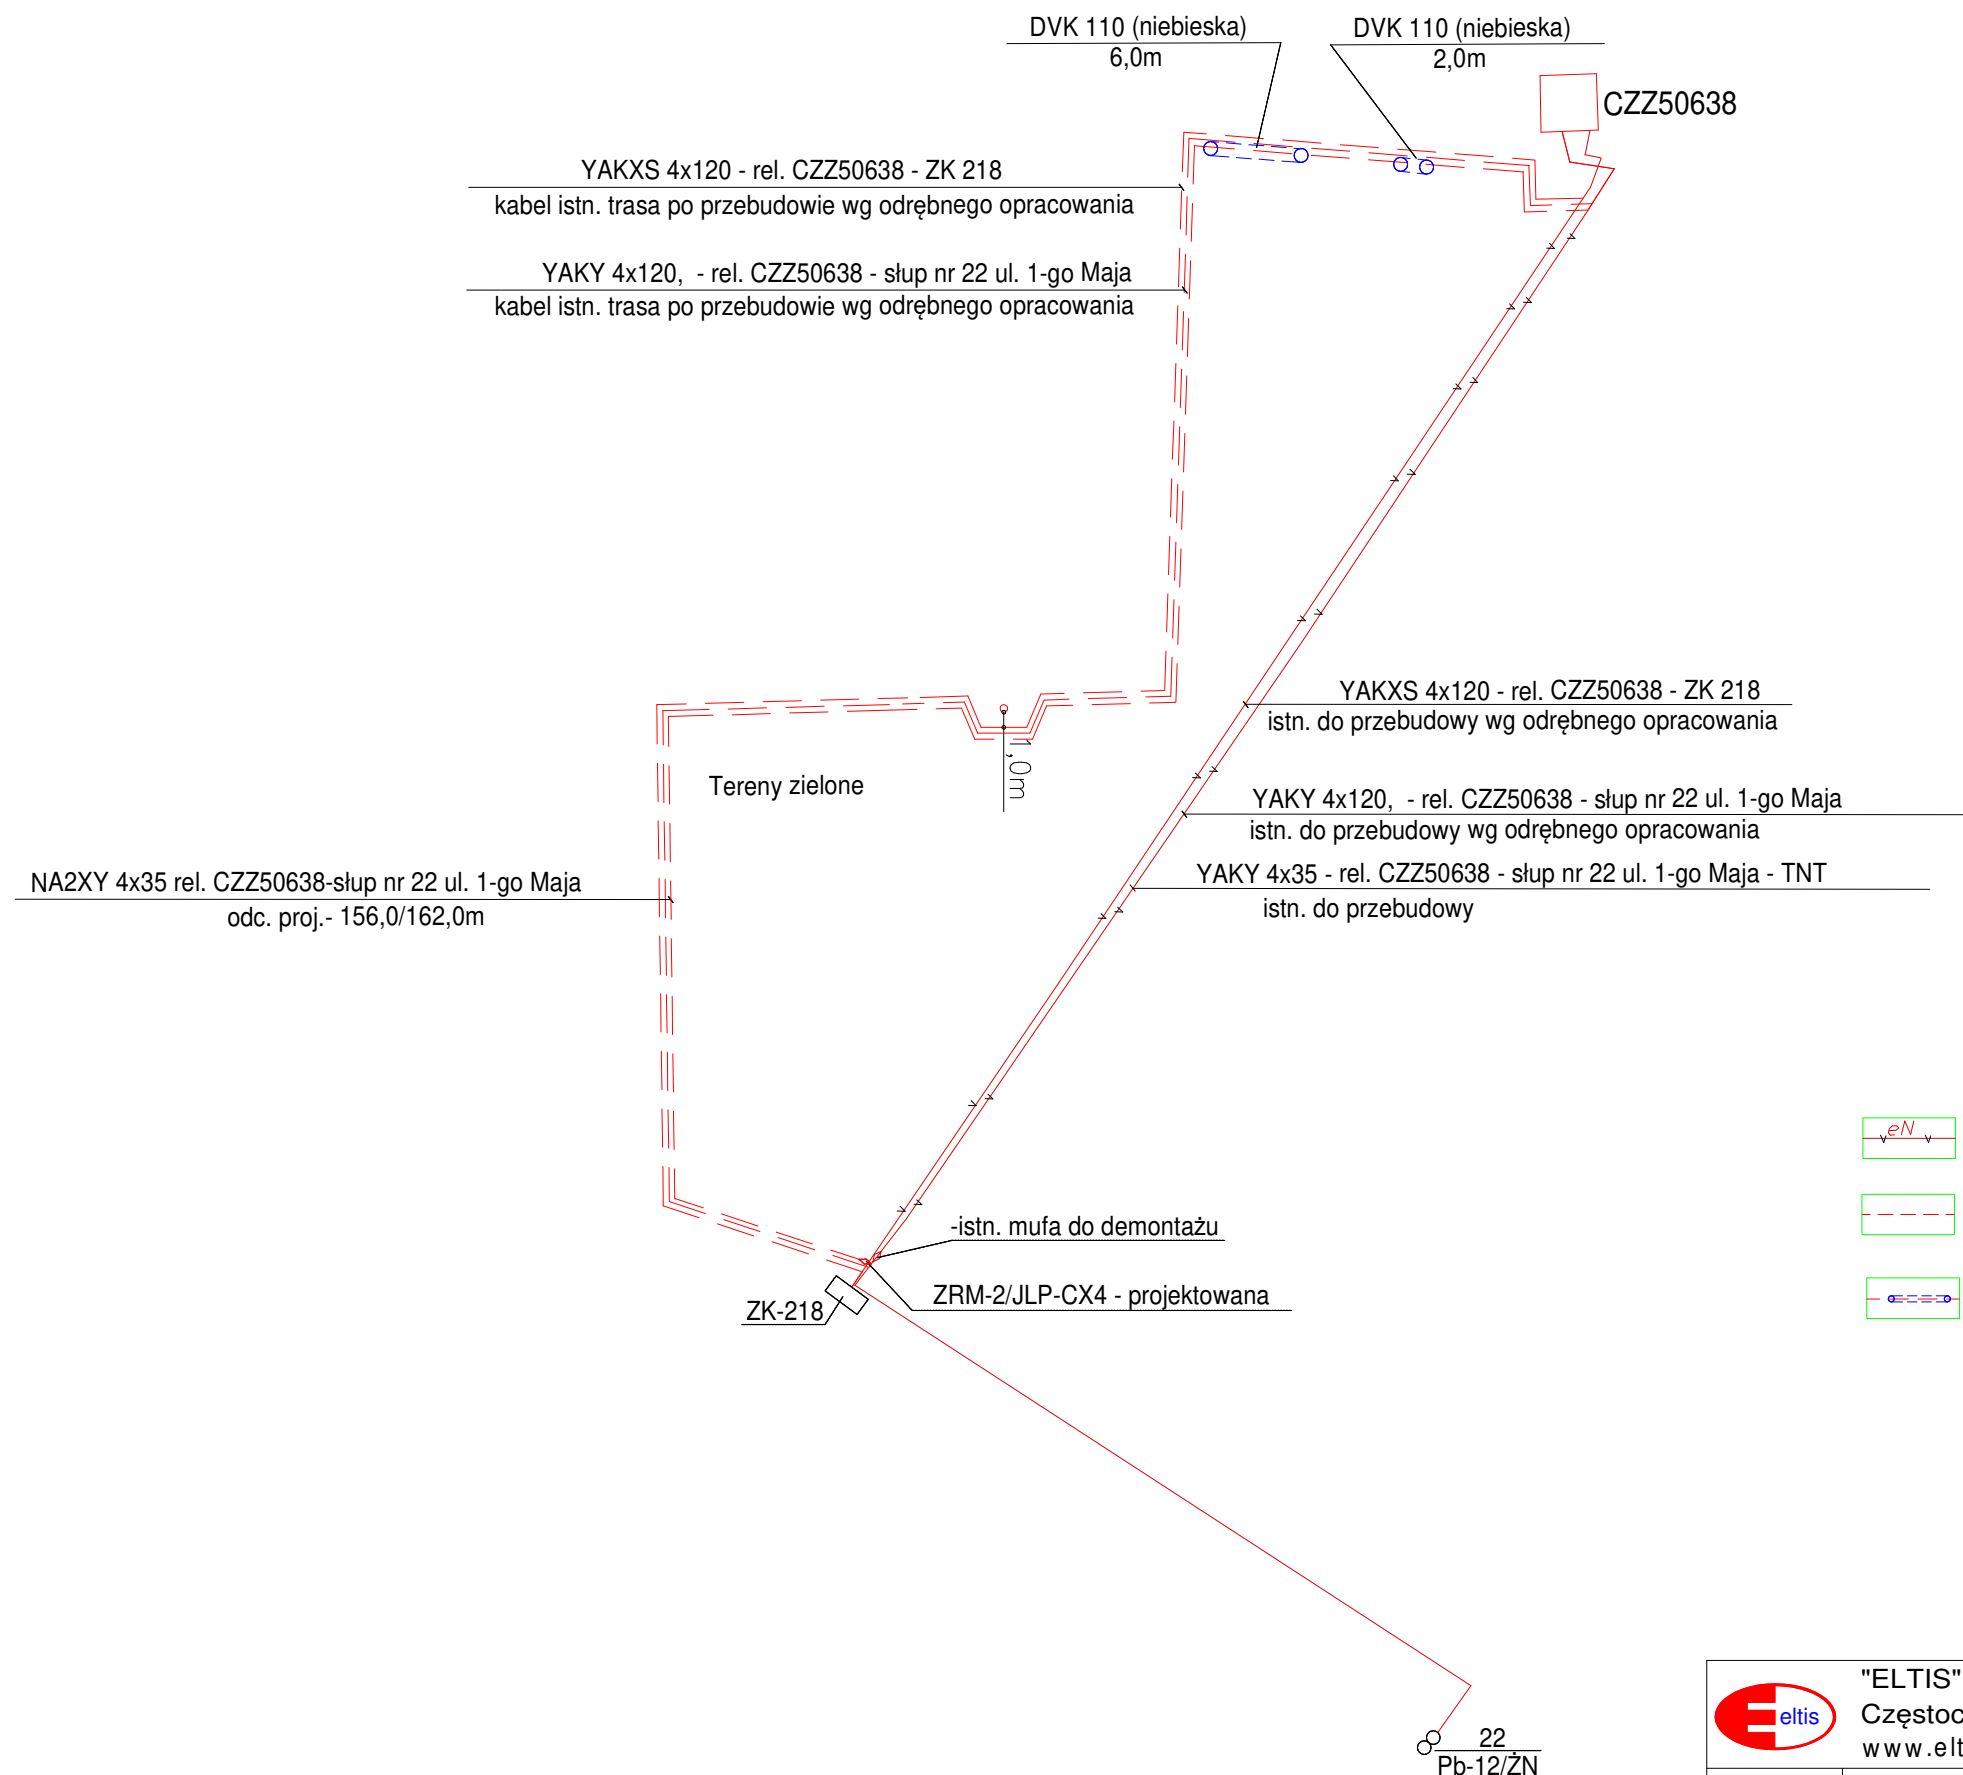 DVK 110 (niebieska)
6,0m
DVK 110 (niebieska)
2,0m
CZZ50638
YAKXS 4x120 - rel. CZZ50638 - ZK 218
kabel istn. trasa po przebudowie wg odrębnego opracowania
YAKY 4x120, - rel. CZZ50638 - słup nr 22 ul. 1-go Maja
kabel istn. trasa po przebudowie wg odrębnego opracowania
YAKXS 4x120 - rel. CZZ50638 - ZK 218
istn. do przebudowy wg odrębnego opracowania
1,0m
Tereny zielone
YAKY 4x120, - rel. CZZ50638 - słup nr 22 ul. 1-go Maja
istn. do przebudowy wg odrębnego opracowania
YAKY 4x35 - rel. CZZ50638 - słup nr 22 ul. 1-go Maja - TNT
istn. do przebudowy
NA2XY 4x35 rel. CZZ50638-słup nr 22 ul. 1-go Maja
odc. proj.- 156,0/162,0m
eN
-istn. mufa do demontażu
ZRM-2/JLP-CX4 - projektowana
ZK-218
"ELTIS"
eltis
Częstoc
www.elt
22
Pb-12/ŻN